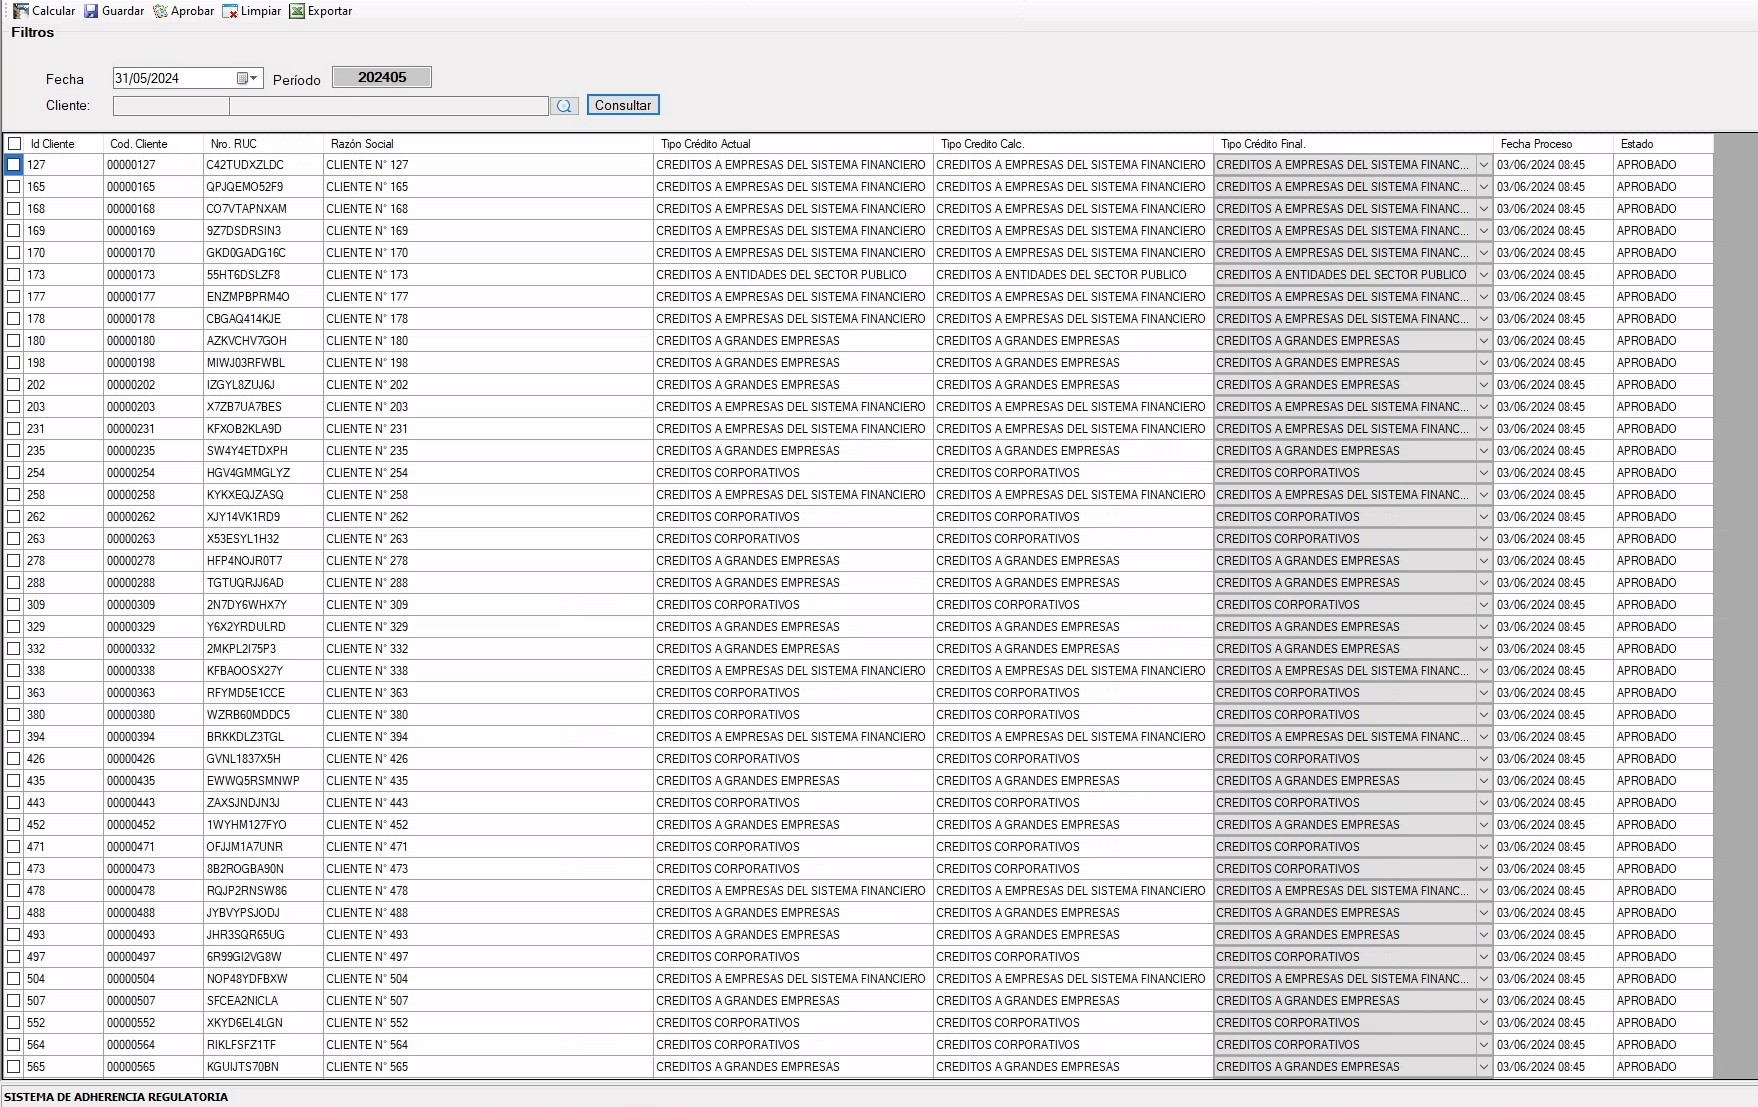 Calcular Guardar Aprobar Limpiar Exportar
Filtros
Fecha 31/05/2024 Período 202405
Cliente: Consultar
Id Cliente Cod. Cliente Nro. RUC Razón Social Tipo Crédito Actual Tipo Credito Calc. Tipo Crédito Final. Fecha Proceso Estado
127 00000127 C42TUDXZLDC CLIENTE N° 127 CREDITOS A EMPRESAS DEL SISTEMA FINANCIERO CREDITOS A EMPRESAS DEL SISTEMA FINANCIERO CREDITOS A EMPRESAS DEL SISTEMA FINANC... 03/06/2024 08:45 APROBADO
165 00000165 QPJQEMO52F9 CLIENTE N° 165 CREDITOS A EMPRESAS DEL SISTEMA FINANCIERO CREDITOS A EMPRESAS DEL SISTEMA FINANCIERO CREDITOS A EMPRESAS DEL SISTEMA FINANC... 03/06/2024 08:45 APROBADO
168 00000168 CO7VTAPNXAM CLIENTE N° 168 CREDITOS A EMPRESAS DEL SISTEMA FINANCIERO CREDITOS A EMPRESAS DEL SISTEMA FINANCIERO CREDITOS A EMPRESAS DEL SISTEMA FINANC... 03/06/2024 08:45 APROBADO
169 00000169 9Z7DSDRSIN3 CLIENTE N° 169 CREDITOS A EMPRESAS DEL SISTEMA FINANCIERO CREDITOS A EMPRESAS DEL SISTEMA FINANCIERO CREDITOS A EMPRESAS DEL SISTEMA FINANC... 03/06/2024 08:45 APROBADO
170 00000170 GKD0GADG16C CLIENTE N° 170 CREDITOS A EMPRESAS DEL SISTEMA FINANCIERO CREDITOS A EMPRESAS DEL SISTEMA FINANCIERO CREDITOS A EMPRESAS DEL SISTEMA FINANC... 03/06/2024 08:45 APROBADO
173 00000173 55HT6DSLZF8 CLIENTE N° 173 CREDITOS A ENTIDADES DEL SECTOR PUBLICO CREDITOS A ENTIDADES DEL SECTOR PUBLICO CREDITOS A ENTIDADES DEL SECTOR PUBLICO 03/06/2024 08:45 APROBADO
177 00000177 ENZMPBPRM4O CLIENTE N° 177 CREDITOS A EMPRESAS DEL SISTEMA FINANCIERO CREDITOS A EMPRESAS DEL SISTEMA FINANCIERO CREDITOS A EMPRESAS DEL SISTEMA FINANC... 03/06/2024 08:45 APROBADO
178 00000178 CBGAQ414KJE CLIENTE N° 178 CREDITOS A EMPRESAS DEL SISTEMA FINANCIERO CREDITOS A EMPRESAS DEL SISTEMA FINANCIERO CREDITOS A EMPRESAS DEL SISTEMA FINANC... 03/06/2024 08:45 APROBADO
180 00000180 AZKVCHV7GOH CLIENTE N° 180 CREDITOS A GRANDES EMPRESAS CREDITOS A GRANDES EMPRESAS CREDITOS A GRANDES EMPRESAS 03/06/2024 08:45 APROBADO
198 00000198 MIWJ03RFWBL CLIENTE N° 198 CREDITOS A GRANDES EMPRESAS CREDITOS A GRANDES EMPRESAS CREDITOS A GRANDES EMPRESAS 03/06/2024 08:45 APROBADO
202 00000202 IZGYL8ZUJ6J CLIENTE N° 202 CREDITOS A GRANDES EMPRESAS CREDITOS A GRANDES EMPRESAS CREDITOS A GRANDES EMPRESAS 03/06/2024 08:45 APROBADO
203 00000203 X7ZB7UA7BES CLIENTE N° 203 CREDITOS A EMPRESAS DEL SISTEMA FINANCIERO CREDITOS A EMPRESAS DEL SISTEMA FINANCIERO CREDITOS A EMPRESAS DEL SISTEMA FINANC... 03/06/2024 08:45 APROBADO
231 00000231 KFXOB2KLA9D CLIENTE N° 231 CREDITOS A EMPRESAS DEL SISTEMA FINANCIERO CREDITOS A EMPRESAS DEL SISTEMA FINANCIERO CREDITOS A EMPRESAS DEL SISTEMA FINANC... 03/06/2024 08:45 APROBADO
235 00000235 SW4Y4ETDXPH CLIENTE N° 235 CREDITOS A GRANDES EMPRESAS CREDITOS A GRANDES EMPRESAS CREDITOS A GRANDES EMPRESAS 03/06/2024 08:45 APROBADO
254 00000254 HGV4GMMGLYZ CLIENTE N° 254 CREDITOS CORPORATIVOS CREDITOS CORPORATIVOS CREDITOS CORPORATIVOS 03/06/2024 08:45 APROBADO
258 00000258 KYKXEQJZASQ CLIENTE N° 258 CREDITOS A EMPRESAS DEL SISTEMA FINANCIERO CREDITOS A EMPRESAS DEL SISTEMA FINANCIERO CREDITOS A EMPRESAS DEL SISTEMA FINANC... 03/06/2024 08:45 APROBADO
262 00000262 XJY14VK1RD9 CLIENTE N° 262 CREDITOS CORPORATIVOS CREDITOS CORPORATIVOS CREDITOS CORPORATIVOS 03/06/2024 08:45 APROBADO
263 00000263 X53ESYL1H32 CLIENTE N° 263 CREDITOS CORPORATIVOS CREDITOS CORPORATIVOS CREDITOS CORPORATIVOS 03/06/2024 08:45 APROBADO
278 00000278 HFP4NOJR0T7 CLIENTE N° 278 CREDITOS A GRANDES EMPRESAS CREDITOS A GRANDES EMPRESAS CREDITOS A GRANDES EMPRESAS 03/06/2024 08:45 APROBADO
288 00000288 TGTUQRJJ6AD CLIENTE N° 288 CREDITOS A GRANDES EMPRESAS CREDITOS A GRANDES EMPRESAS CREDITOS A GRANDES EMPRESAS 03/06/2024 08:45 APROBADO
309 00000309 2N7DY6WHX7Y CLIENTE N° 309 CREDITOS CORPORATIVOS CREDITOS CORPORATIVOS CREDITOS CORPORATIVOS 03/06/2024 08:45 APROBADO
329 00000329 Y6X2YRDULRD CLIENTE N° 329 CREDITOS A GRANDES EMPRESAS CREDITOS A GRANDES EMPRESAS CREDITOS A GRANDES EMPRESAS 03/06/2024 08:45 APROBADO
332 00000332 2MKPL2I75P3 CLIENTE N° 332 CREDITOS A GRANDES EMPRESAS CREDITOS A GRANDES EMPRESAS CREDITOS A GRANDES EMPRESAS 03/06/2024 08:45 APROBADO
338 00000338 KFBAOOSX27Y CLIENTE N° 338 CREDITOS A EMPRESAS DEL SISTEMA FINANCIERO CREDITOS A EMPRESAS DEL SISTEMA FINANCIERO CREDITOS A EMPRESAS DEL SISTEMA FINANC... 03/06/2024 08:45 APROBADO
363 00000363 RFYMD5E1CCE CLIENTE N° 363 CREDITOS CORPORATIVOS CREDITOS CORPORATIVOS CREDITOS CORPORATIVOS 03/06/2024 08:45 APROBADO
380 00000380 WZRB60MDDC5 CLIENTE N° 380 CREDITOS CORPORATIVOS CREDITOS CORPORATIVOS CREDITOS CORPORATIVOS 03/06/2024 08:45 APROBADO
394 00000394 BRKKDLZ3TGL CLIENTE N° 394 CREDITOS A EMPRESAS DEL SISTEMA FINANCIERO CREDITOS A EMPRESAS DEL SISTEMA FINANCIERO CREDITOS A EMPRESAS DEL SISTEMA FINANC... 03/06/2024 08:45 APROBADO
426 00000426 GVNL1837X5H CLIENTE N° 426 CREDITOS CORPORATIVOS CREDITOS CORPORATIVOS CREDITOS CORPORATIVOS 03/06/2024 08:45 APROBADO
435 00000435 EWWQ5RSMNWP CLIENTE N° 435 CREDITOS A GRANDES EMPRESAS CREDITOS A GRANDES EMPRESAS CREDITOS A GRANDES EMPRESAS 03/06/2024 08:45 APROBADO
443 00000443 ZAXSJNDJN3J CLIENTE N° 443 CREDITOS CORPORATIVOS CREDITOS CORPORATIVOS CREDITOS CORPORATIVOS 03/06/2024 08:45 APROBADO
452 00000452 1WYHM127FYO CLIENTE N° 452 CREDITOS A GRANDES EMPRESAS CREDITOS A GRANDES EMPRESAS CREDITOS A GRANDES EMPRESAS 03/06/2024 08:45 APROBADO
471 00000471 OFJJM1A7UNR CLIENTE N° 471 CREDITOS CORPORATIVOS CREDITOS CORPORATIVOS CREDITOS CORPORATIVOS 03/06/2024 08:45 APROBADO
473 00000473 8B2ROGBA90N CLIENTE N° 473 CREDITOS CORPORATIVOS CREDITOS CORPORATIVOS CREDITOS CORPORATIVOS 03/06/2024 08:45 APROBADO
478 00000478 RQJP2RNSW86 CLIENTE N° 478 CREDITOS A EMPRESAS DEL SISTEMA FINANCIERO CREDITOS A EMPRESAS DEL SISTEMA FINANCIERO CREDITOS A EMPRESAS DEL SISTEMA FINANC... 03/06/2024 08:45 APROBADO
488 00000488 JYBVYPSJODJ CLIENTE N° 488 CREDITOS A GRANDES EMPRESAS CREDITOS A GRANDES EMPRESAS CREDITOS A GRANDES EMPRESAS 03/06/2024 08:45 APROBADO
493 00000493 JHR3SQR65UG CLIENTE N° 493 CREDITOS A GRANDES EMPRESAS CREDITOS A GRANDES EMPRESAS CREDITOS A GRANDES EMPRESAS 03/06/2024 08:45 APROBADO
497 00000497 6R99GI2VG8W CLIENTE N° 497 CREDITOS CORPORATIVOS CREDITOS CORPORATIVOS CREDITOS CORPORATIVOS 03/06/2024 08:45 APROBADO
504 00000504 NOP48YDFBXW CLIENTE N° 504 CREDITOS A EMPRESAS DEL SISTEMA FINANCIERO CREDITOS A EMPRESAS DEL SISTEMA FINANCIERO CREDITOS A EMPRESAS DEL SISTEMA FINANC... 03/06/2024 08:45 APROBADO
507 00000507 SFCEA2NICLA CLIENTE N° 507 CREDITOS A GRANDES EMPRESAS CREDITOS A GRANDES EMPRESAS CREDITOS A GRANDES EMPRESAS 03/06/2024 08:45 APROBADO
552 00000552 XKYD6EL4LGN CLIENTE N° 552 CREDITOS CORPORATIVOS CREDITOS CORPORATIVOS CREDITOS CORPORATIVOS 03/06/2024 08:45 APROBADO
564 00000564 RIKLFSFZ1TF CLIENTE N° 564 CREDITOS CORPORATIVOS CREDITOS CORPORATIVOS CREDITOS CORPORATIVOS 03/06/2024 08:45 APROBADO
565 00000565 KGUIJTS70BN CLIENTE N° 565 CREDITOS A GRANDES EMPRESAS CREDITOS A GRANDES EMPRESAS CREDITOS A GRANDES EMPRESAS 03/06/2024 08:45 APROBADO
SISTEMA DE ADHERENCIA REGULATORIA